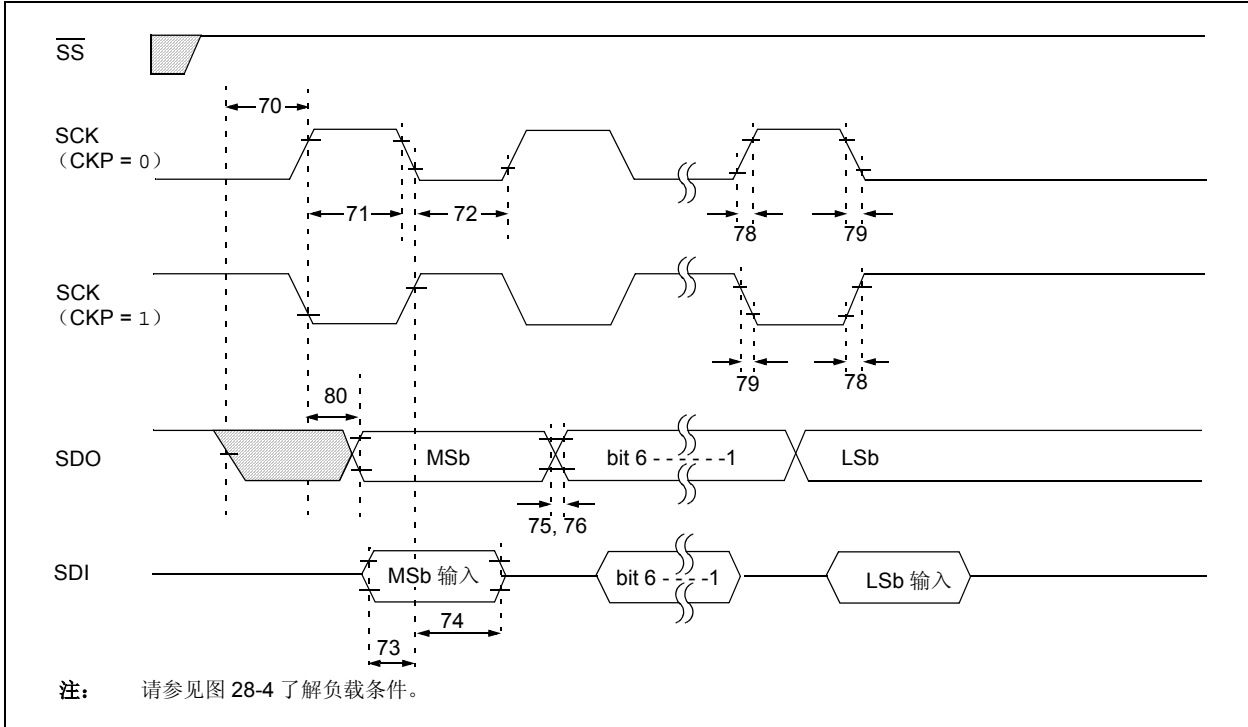 SS
70
SCK
（CKP = 0）
71
72
78
79
SCK
（CKP = 1）
79
78
80
SDO
MSb
bit 6 - - - - - -1
LSb
75, 76
SDI
MSb 输入
bit 6 - - - - -1
LSb 输入
74
73
注： 请参见图 28-4 了解负载条件。